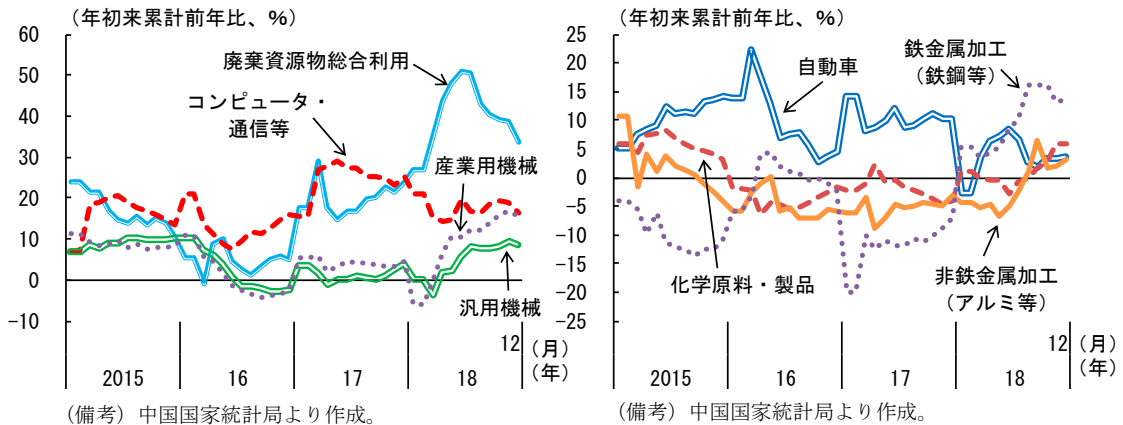 （年初来累計前年比、%）
60
50
40
30
20
10
0
−10
廃棄資源物総合利用
コンピュータ・
通信等
産業用機械
汎用機械
12
（月）
2015
16
17
18
（年）
（備考）中国国家統計局より作成。
（年初来累計前年比、%）
25
20
15
10
5
0
−5
−10
−15
−20
−25
自動車
鉄金属加工
（鉄鋼等）
化学原料・製品
非鉄金属加工
（アルミ等）
12
（月）
2015
16
17
18
（年）
（備考）中国国家統計局より作成。